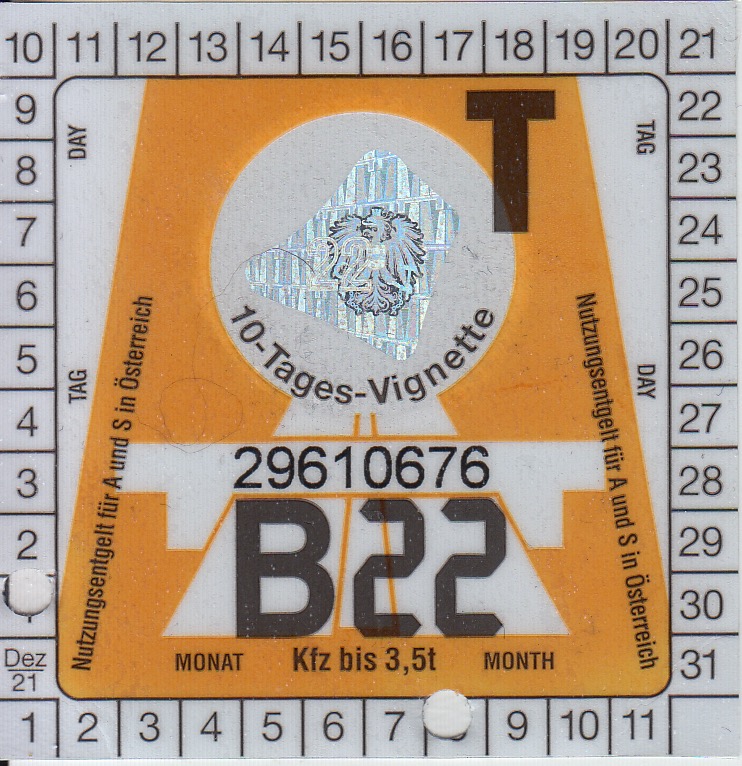 10 11 12 13 14 15 16 17 18 19 20 21
9
8
7
6
5
4
3
2
Dez
21
22
23
24
25
26
27
28
29
30
31
DAY
TAG
T
TAG
DAY
22
10-Tages-Vignette
Nutzungsentgelt für A und S in Österreich
Nutzungsentgelt für A und S in Österreich
29610676
B22
MONAT Kfz bis 3,5t MONTH
1 2 3 4 5 6 7 9 10 11